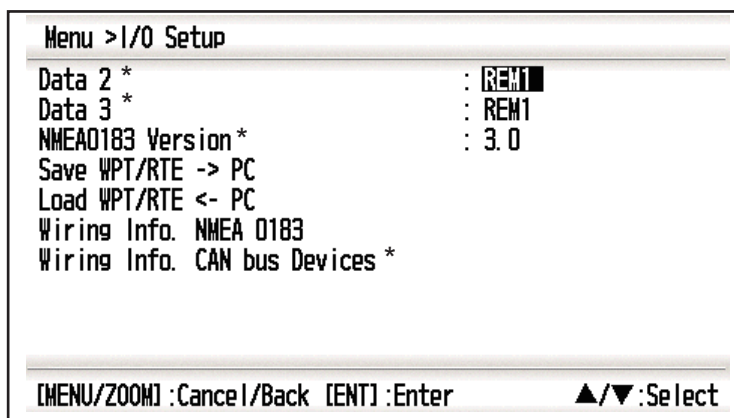 Menu >I/O Setup
Data 2 * : REM1
Data 3 * : REM1
NMEA0183 Version * : 3.0
Save WPT/RTE -> PC
Load WPT/RTE <- PC
Wiring Info. NMEA 0183
Wiring Info. CAN bus Devices *
[MENU/ZOOM] :Cancel/Back [ENT] :Enter ▲/▼ :Select